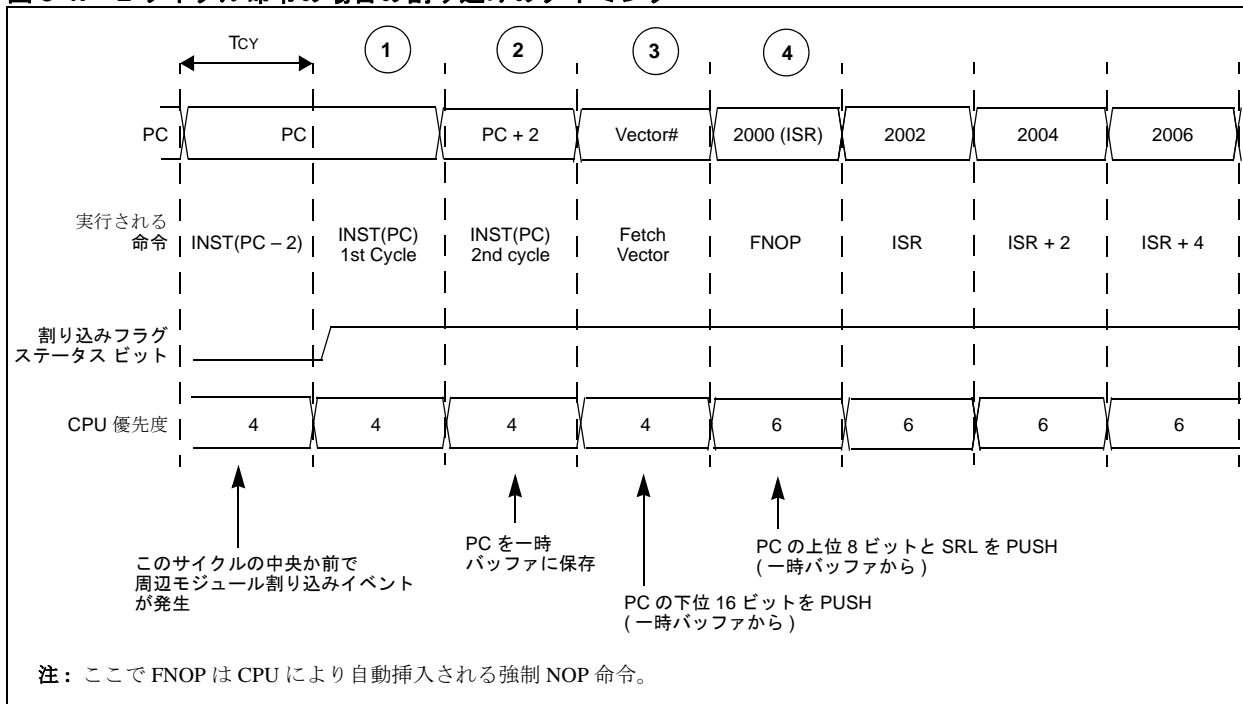 TCY
1 2 3 4
PC PC PC + 2 Vector# 2000 (ISR) 2002 2004 2006
実行される
命令
INST(PC – 2)
INST(PC)
1st Cycle
INST(PC)
2nd cycle
Fetch
Vector
FNOP ISR ISR + 2 ISR + 4
割り込みフラグ
ステータス ビット
CPU 優先度 4 4 4 4 6 6 6 6
このサイクルの中央か前で
周辺モジュール割り込みイベント
が発生
PC を一時
バッファに保存
PC の下位 16 ビットを PUSH
( 一時バッファから )
PC の上位 8 ビットと SRL を PUSH
( 一時バッファから )
注 : ここで FNOP は CPU により自動挿入される強制 NOP 命令。